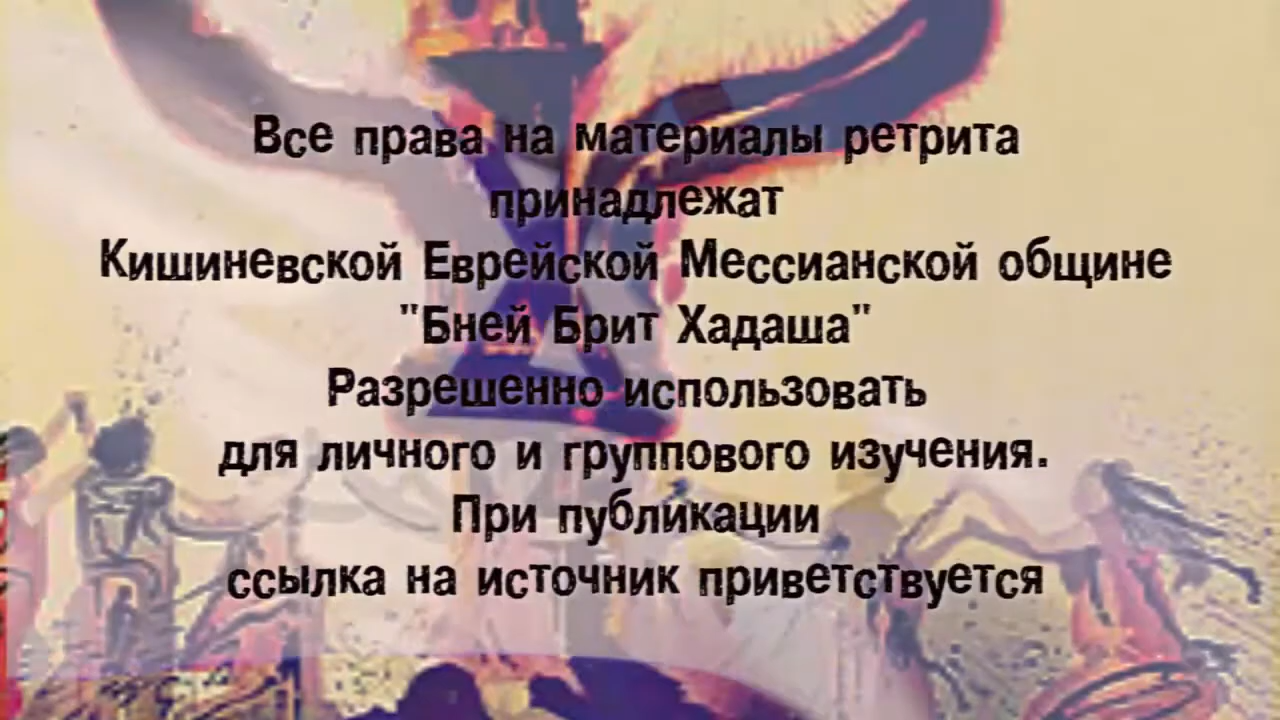 Все права на материалы ретрита
принадлежат
Кишиневской Еврейской Мессианской общине
"Бней Брит Хадаша"
Разрешенно использовать
для личного и группового изучения.
При публикации
ссылка на источник приветствуется